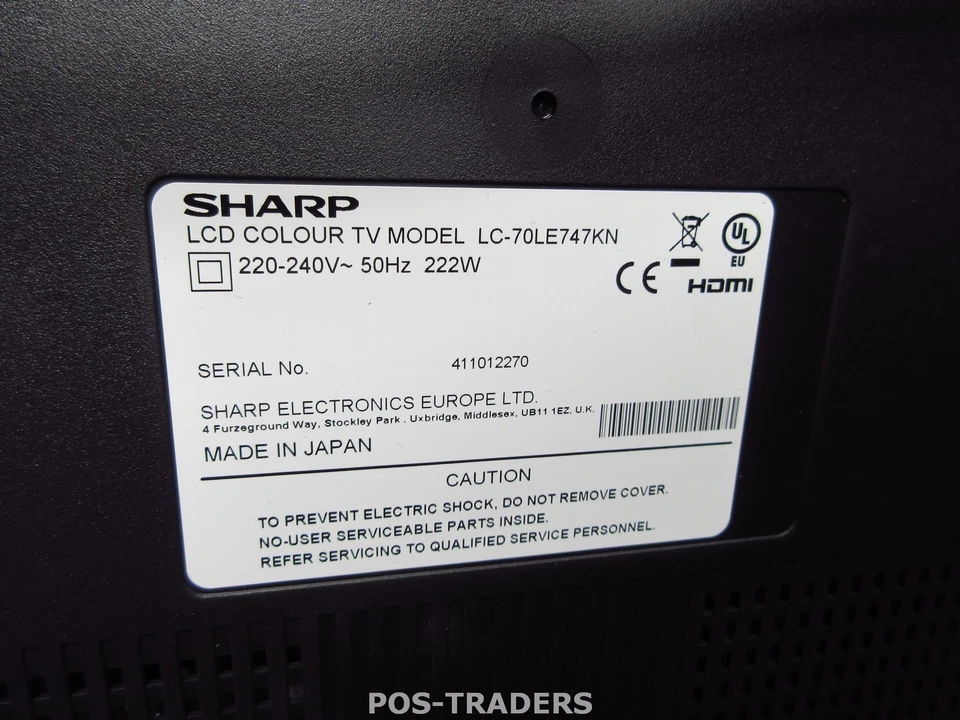 SHARP
LCD COLOUR TV MODEL LC-70LE747KN
220-240V~ 50Hz 222W
UL
EU
CE
HDMI
SERIAL No. 411012270
SHARP ELECTRONICS EUROPE LTD.
4 Furzeground Way, Stockley Park , Uxbridge, Middlesex, UB11 1EZ, U.K.
MADE IN JAPAN
CAUTION
TO PREVENT ELECTRIC SHOCK, DO NOT REMOVE COVER.
NO-USER SERVICEABLE PARTS INSIDE.
REFER SERVICING TO QUALIFIED SERVICE PERSONNEL.
POS-TRADERS